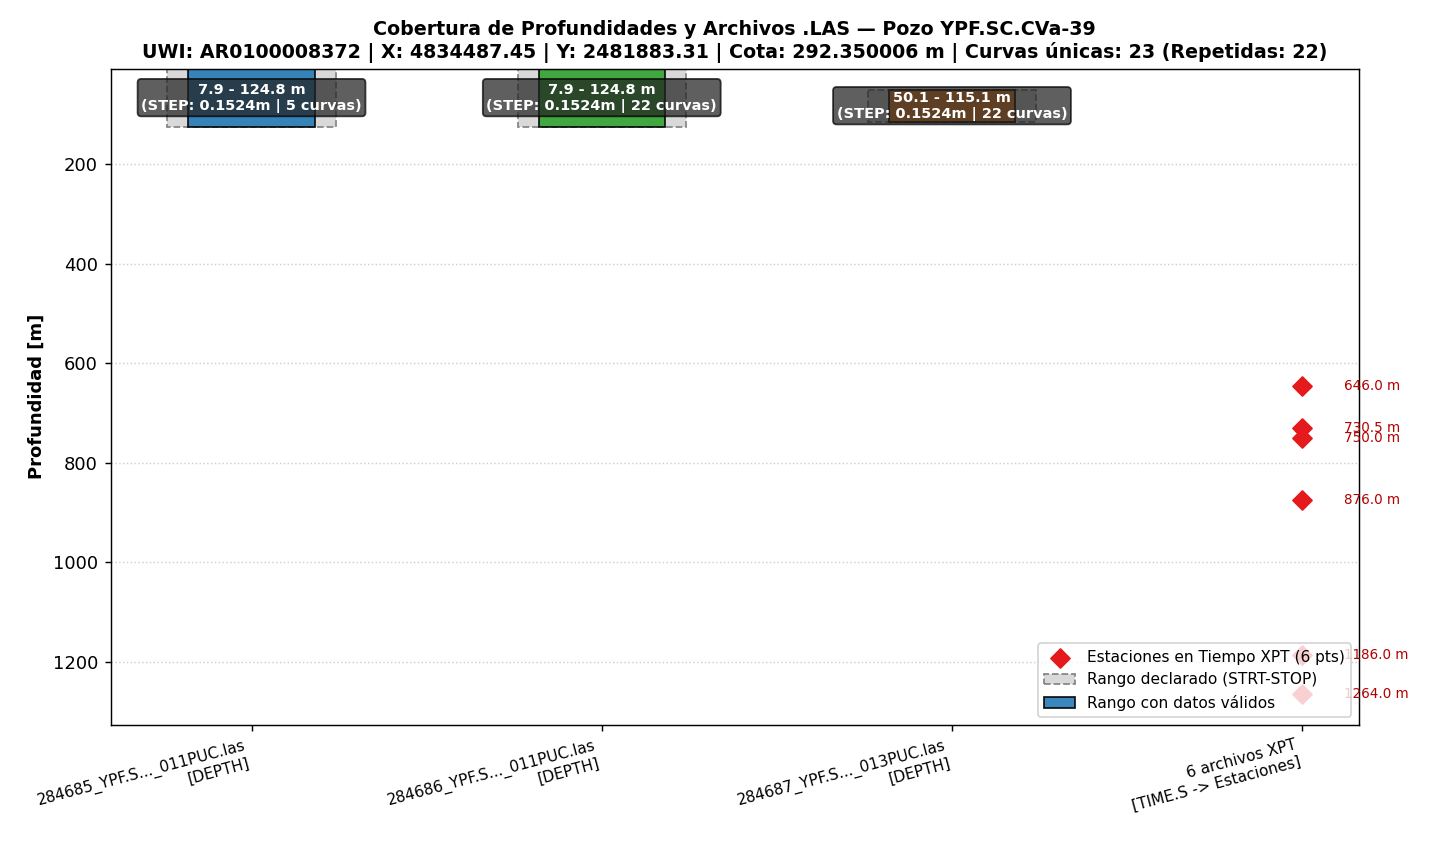 Cobertura de Profundidades y Archivos .LAS — Pozo YPF.SC.CVa-39
UWI: AR0100008372 | X: 4834487.45 | Y: 2481883.31 | Cota: 292.350006 m | Curvas únicas: 23 (Repetidas: 22)
7.9 - 124.8 m
(STEP: 0.1524m | 5 curvas)
7.9 - 124.8 m
(STEP: 0.1524m | 22 curvas)
50.1 - 115.1 m
(STEP: 0.1524m | 22 curvas)
Profundidad [m]
200
400
600
800
1000
1200
646.0 m
730.5 m
750.0 m
876.0 m
1186.0 m
1264.0 m
Estaciones en Tiempo XPT (6 pts)
Rango declarado (STRT-STOP)
Rango con datos válidos
284685_YPF.S..._011PUC.las
[DEPTH]
284686_YPF.S..._011PUC.las
[DEPTH]
284687_YPF.S..._013PUC.las
[DEPTH]
6 archivos XPT
[TIME.S -> Estaciones]